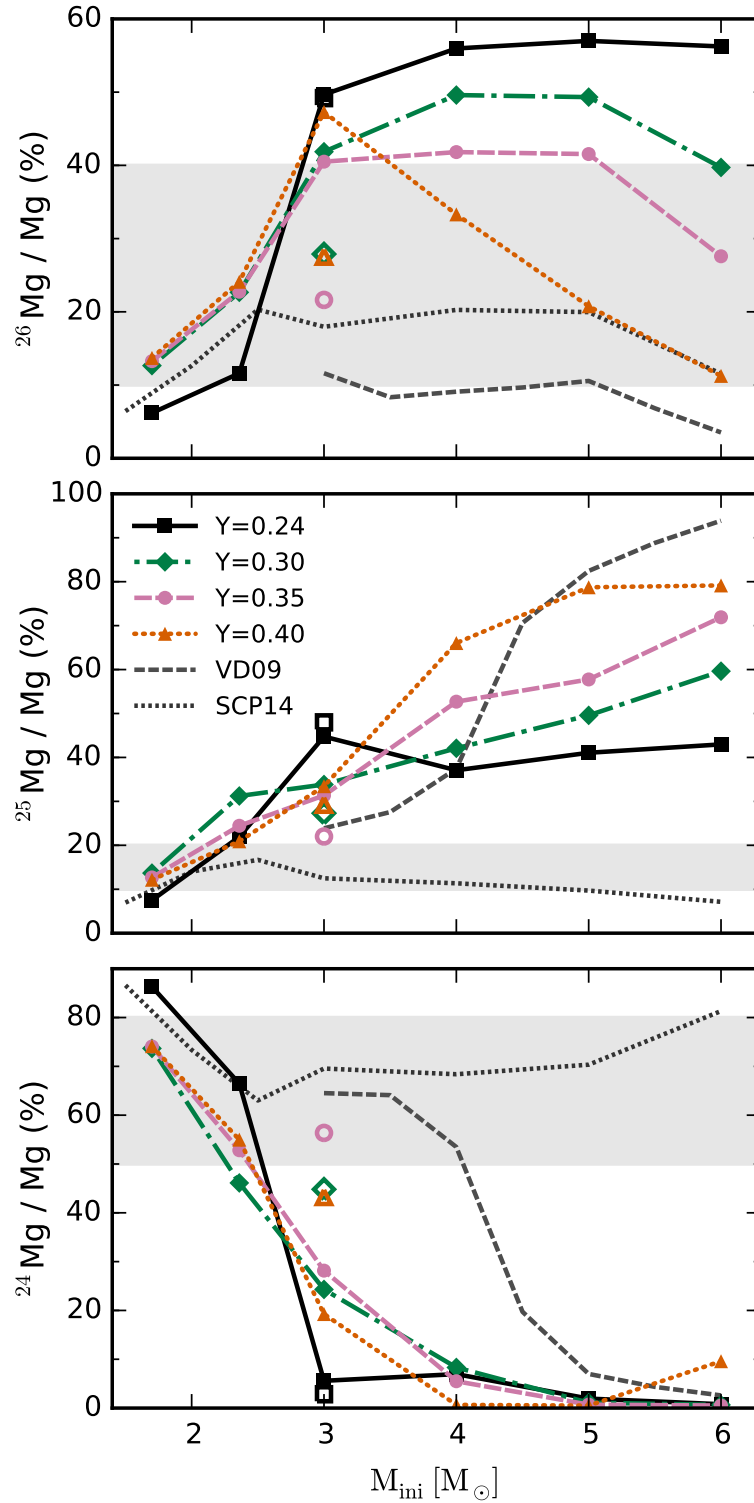 60
40
20
0
²⁶Mg / Mg (%)
100
80
60
40
20
0
²⁵Mg / Mg (%)
Y=0.24
Y=0.30
Y=0.35
Y=0.40
VD09
SCP14
80
60
40
20
0
²⁴Mg / Mg (%)
2 3 4 5 6
M_ini [M_⊙]